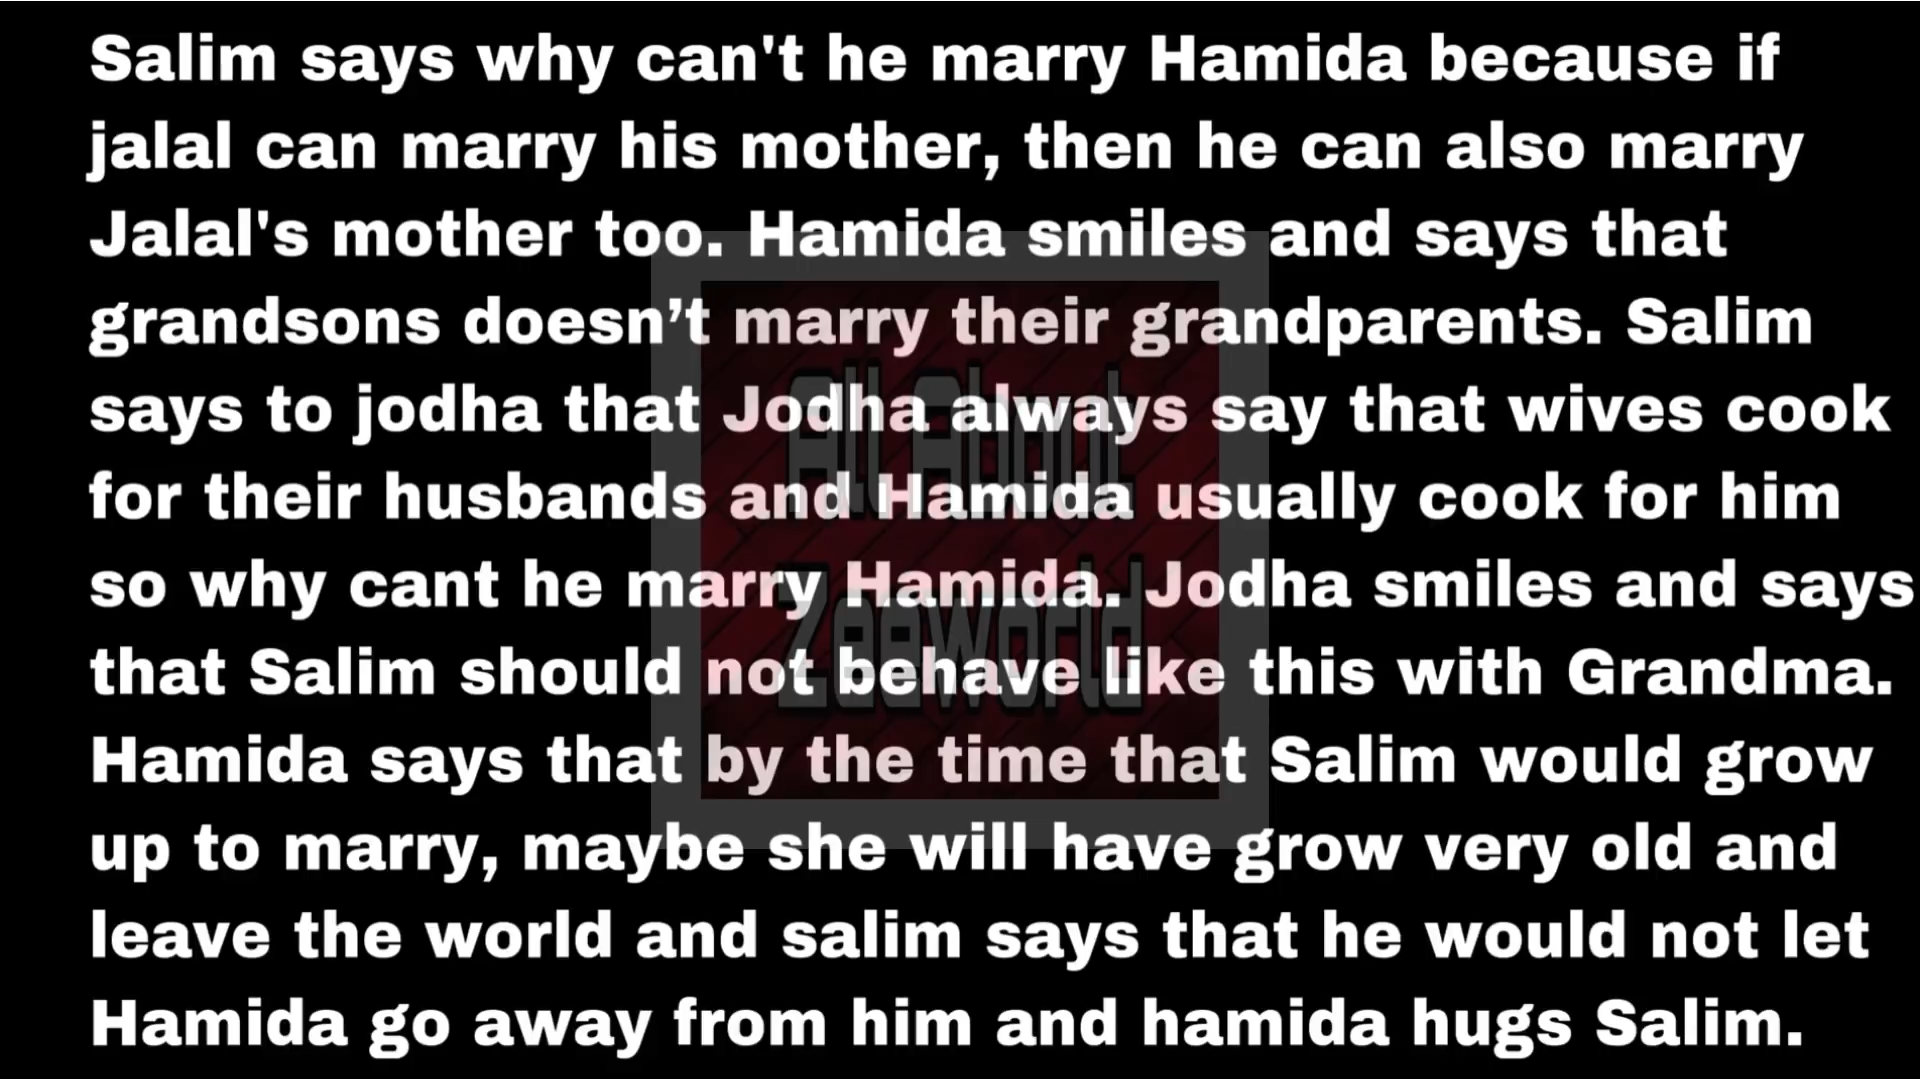 Salim says why can't he marry Hamida because if
jalal can marry his mother, then he can also marry
Jalal's mother too. Hamida smiles and says that
grandsons doesn’t marry their grandparents. Salim
says to jodha that Jodha always say that wives cook
for their husbands and Hamida usually cook for him
so why cant he marry Hamida. Jodha smiles and says
that Salim should not behave like this with Grandma.
Hamida says that by the time that Salim would grow
up to marry, maybe she will have grow very old and
leave the world and salim says that he would not let
Hamida go away from him and hamida hugs Salim.
All About
Zeeworld